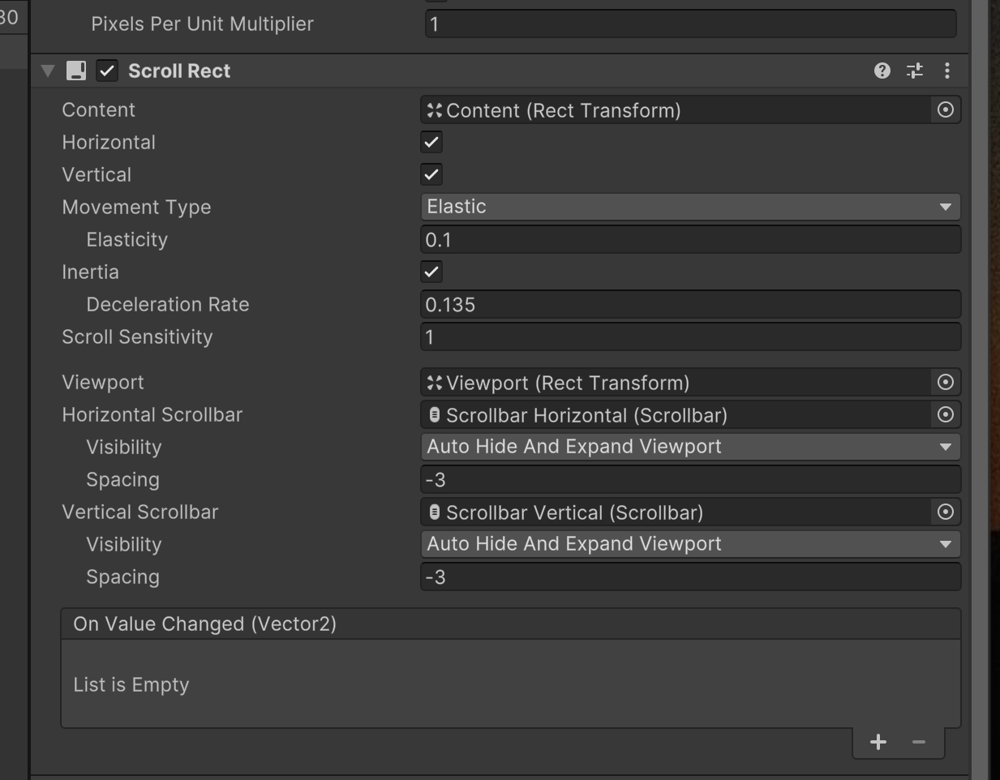 30
Pixels Per Unit Multiplier 1
Scroll Rect
Content Content (Rect Transform)
Horizontal
Vertical
Movement Type Elastic
Elasticity 0.1
Inertia
Deceleration Rate 0.135
Scroll Sensitivity 1
Viewport Viewport (Rect Transform)
Horizontal Scrollbar Scrollbar Horizontal (Scrollbar)
Visibility Auto Hide And Expand Viewport
Spacing -3
Vertical Scrollbar Scrollbar Vertical (Scrollbar)
Visibility Auto Hide And Expand Viewport
Spacing -3
On Value Changed (Vector2)
List is Empty